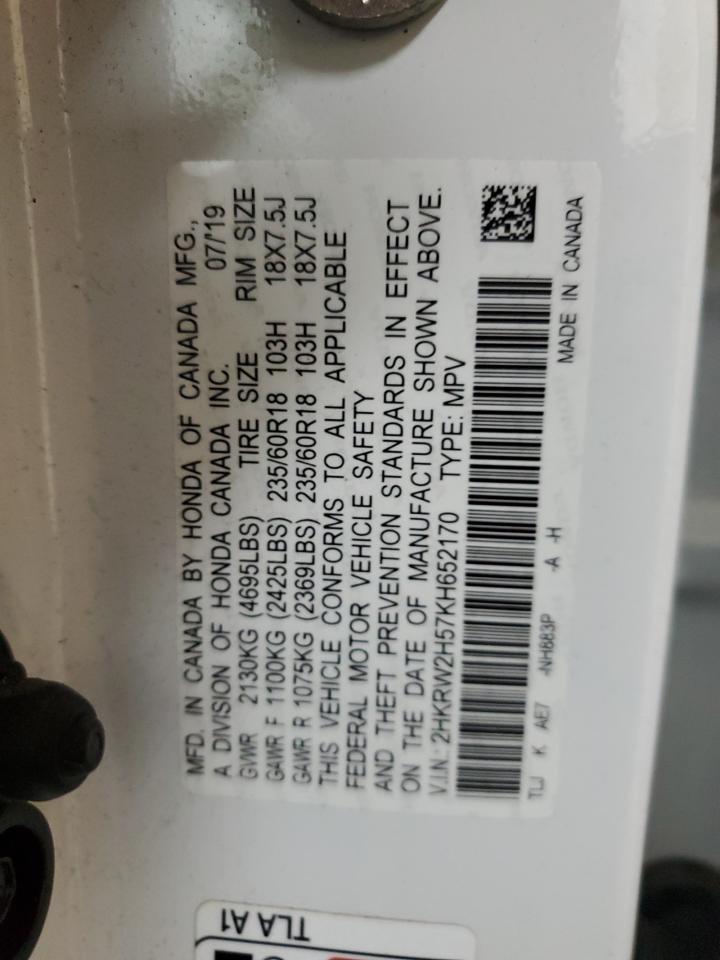 MFD. IN CANADA BY HONDA OF CANADA MFG.,
A DIVISION OF HONDA CANADA INC. 07/'19
GVWR 2130KG (4695LBS) TIRE SIZE RIM SIZE
GAWR F 1100KG (2425LBS) 235/60R18 103H 18X7.5J
GAWR R 1075KG (2369LBS) 235/60R18 103H 18X7.5J
THIS VEHICLE CONFORMS TO ALL APPLICABLE
FEDERAL MOTOR VEHICLE SAFETY
AND THEFT PREVENTION STANDARDS IN EFFECT
ON THE DATE OF MANUFACTURE SHOWN ABOVE.
V.I.N.: 2HKRW2H57KH652170 TYPE: MPV
TLJ K AE7 -NH883P -A -H
MADE IN CANADA
TLA A1